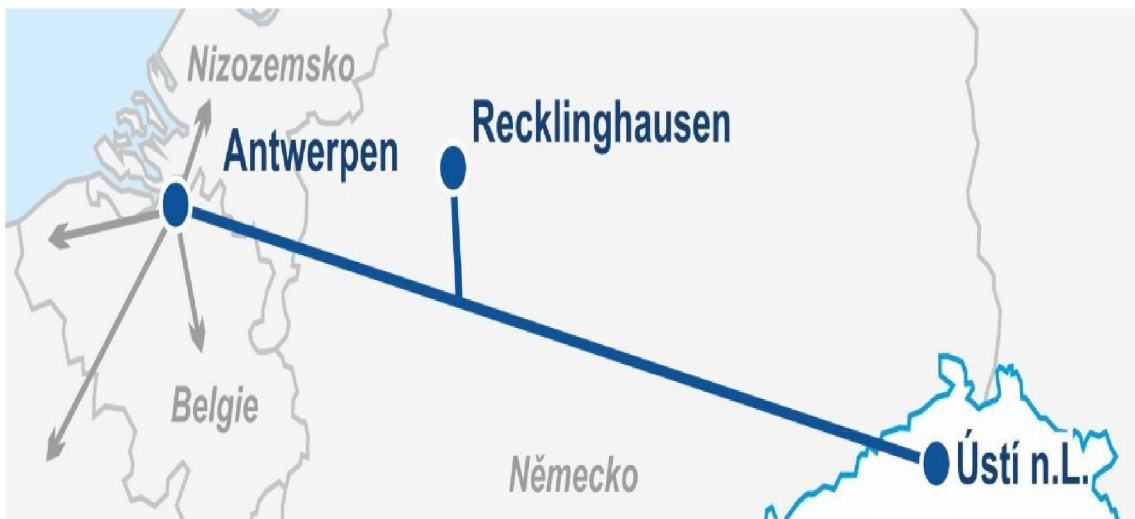 Nizozemsko
Recklinghausen
Antwerpen
Belgie
Ústí n.L.
Německo